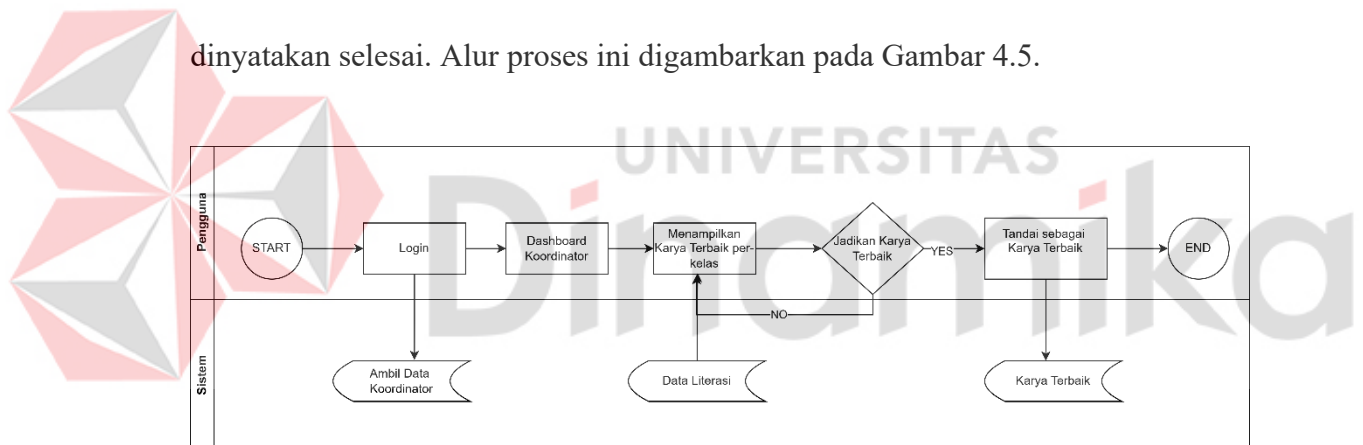 dinyatakan selesai. Alur proses ini digambarkan pada Gambar 4.5.
UNIVERSITAS
Dinamika
Pengguna
START
Login
Dashboard
Koordinator
Menampilkan
Karya Terbaik per-
kelas
Jadikan Karya
Terbaik
YES
Tandai sebagai
Karya Terbaik
END
NO
Sistem
Ambil Data
Koordinator
Data Literasi
Karya Terbaik